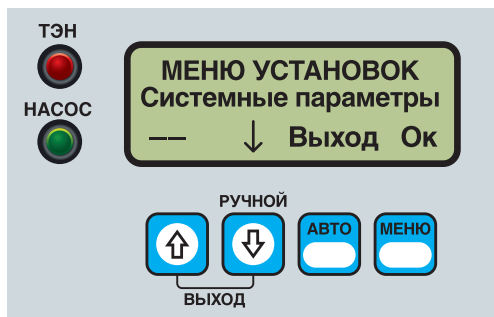 ТЭН
НАСОС
МЕНЮ УСТАНОВОК
Системные параметры
-- ↓ Выход Ок
РУЧНОЙ
АВТО МЕНЮ
ВЫХОД